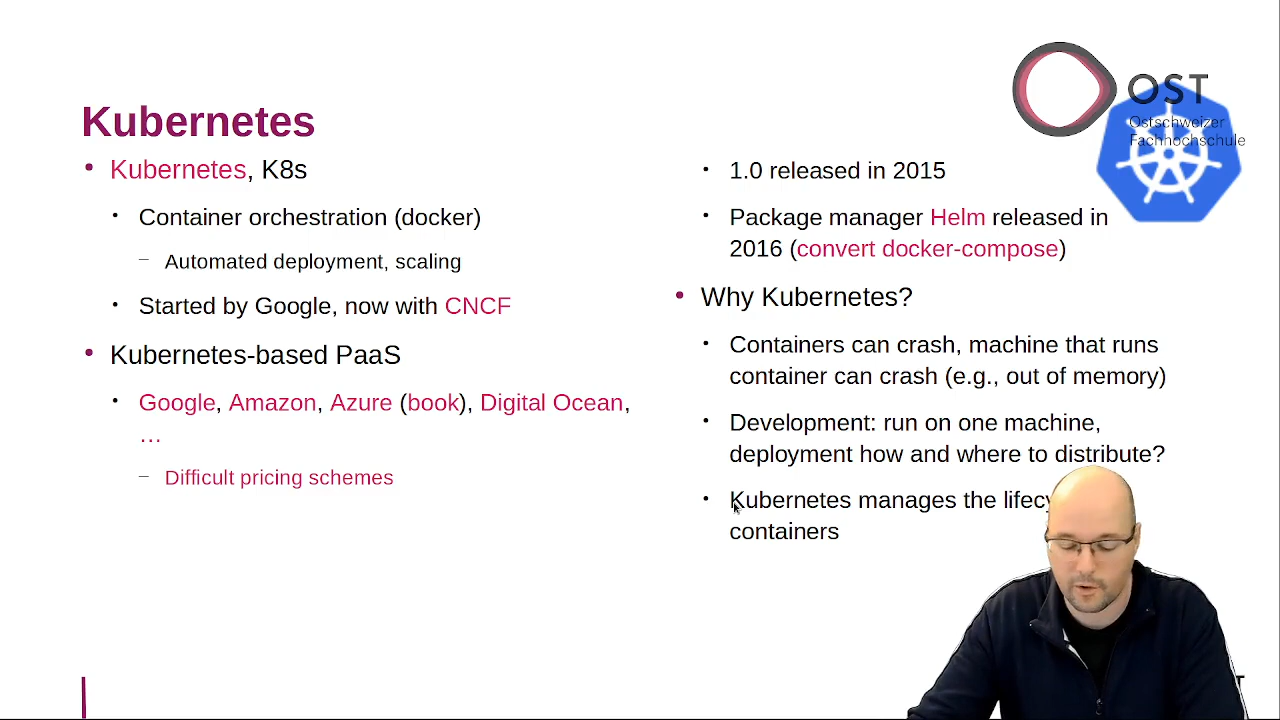 OST
Ostschweizer
Fachhochschule
Kubernetes
Kubernetes, K8s
Container orchestration (docker)
Automated deployment, scaling
Started by Google, now with CNCF
Kubernetes-based PaaS
Google, Amazon, Azure (book), Digital Ocean,
…
Difficult pricing schemes
1.0 released in 2015
Package manager Helm released in
2016 (convert docker-compose)
Why Kubernetes?
Containers can crash, machine that runs
container can crash (e.g., out of memory)
Development: run on one machine,
deployment how and where to distribute?
Kubernetes manages the
containers